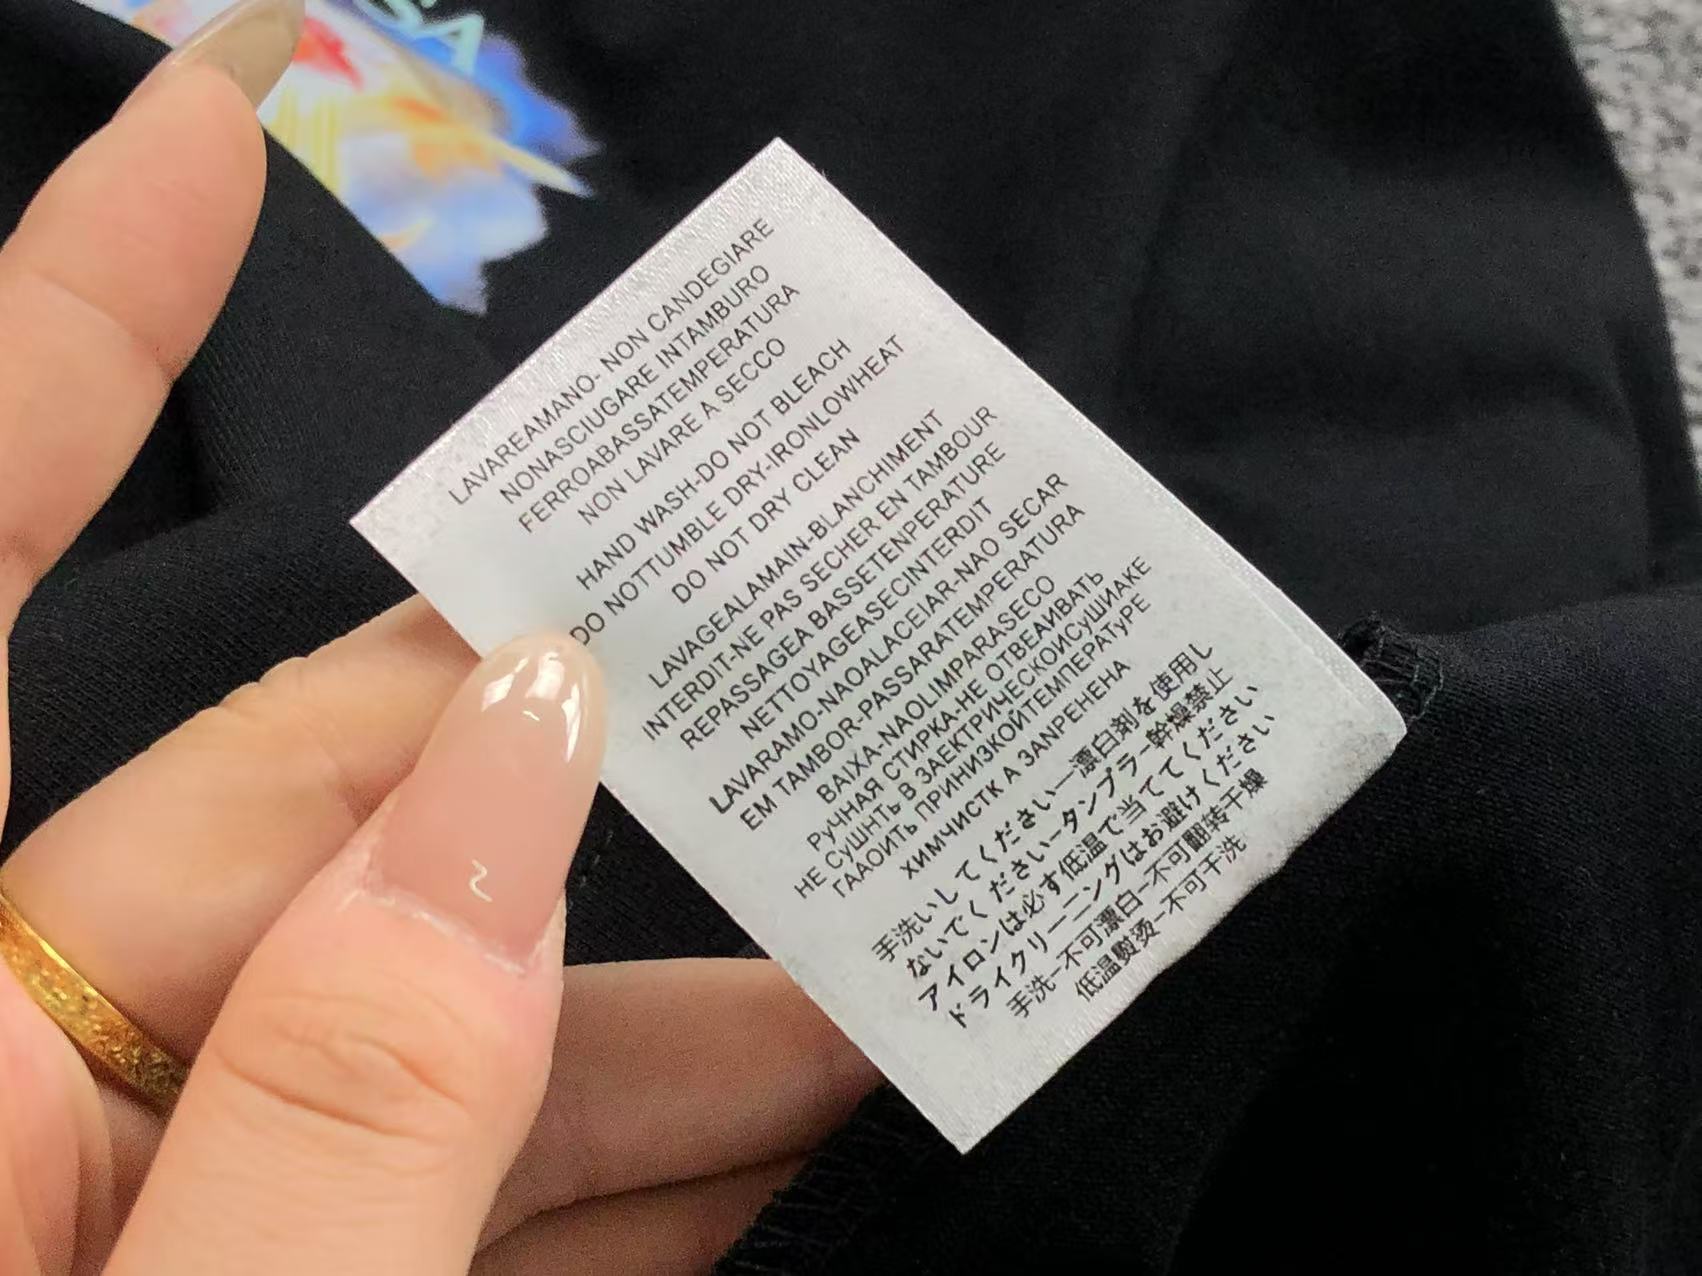 SA
LAVAREAMANO- NON CANDEGIARE
NONASCIUGARE INTAMBURO
FERROABASSATEMPERATURA
NON LAVARE A SECCO
HAND WASH-DO NOT BLEACH
DO NOTTUMBLE DRY-IRONLOWHEAT
DO NOT DRY CLEAN
LAVAGEALAMAIN-BLANCHIMENT
INTERDIT-NE PAS SECHER EN TAMBOUR
REPASSAGEA BASSETENPERATURE
NETTOYAGEASECINTERDIT
LAVARAMO-NAOALACEIAR-NAO SECAR
EM TAMBOR-PASSARATEMPERATURA
BAIXA-NAOLIMPARASECO
РуЧНАЯ СТИРКА-НЕ ОТВЕАИВАТЬ
НЕ СуШНТЬ В ЗАЕКТРИЧЕСКОЙСуШИАКЕ
ГААОИТЬ ПРИНИЗКОЙТЕМПЕРАТуРЕ
ХИМЧИСТК А ЗАNPEHEHA
手洗いしてください一漂白剤を使用し
ないでく ださい-タンプラ-幹燥禁止
アイロンは必ず低温で当ててください
ドライクリーニングはお避けください
手洗-不可漂白-不可翻转干燥
低温熨烫-不可干洗